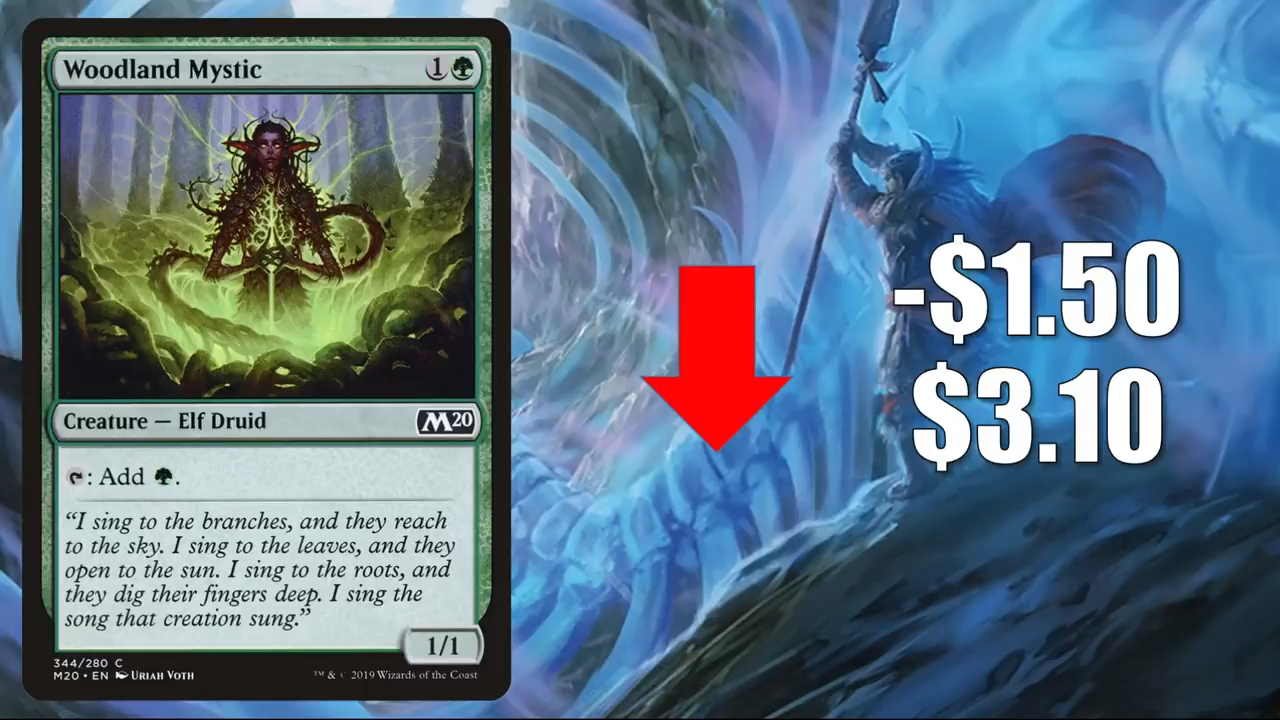 Woodland Mystic 1
Creature — Elf Druid M20
: Add .
“I sing to the branches, and they reach
to the sky. I sing to the leaves, and they
open to the sun. I sing to the roots, and
they dig their fingers deep. I sing the
song that creation sung.”
1/1
344/280 C
M20 • EN Uriah Voth
™ & © 2019 Wizards of the Coast
-$1.50
$3.10